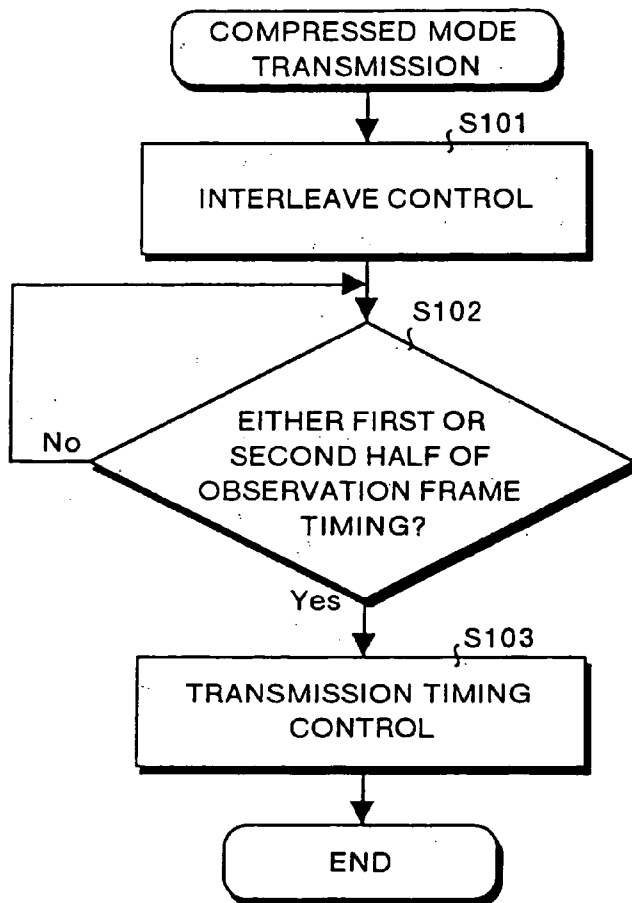 COMPRESSED MODE
TRANSMISSION
S101
INTERLEAVE CONTROL
S102
EITHER FIRST OR
SECOND HALF OF
OBSERVATION FRAME
TIMING?
No
Yes
S103
TRANSMISSION TIMING
CONTROL
END